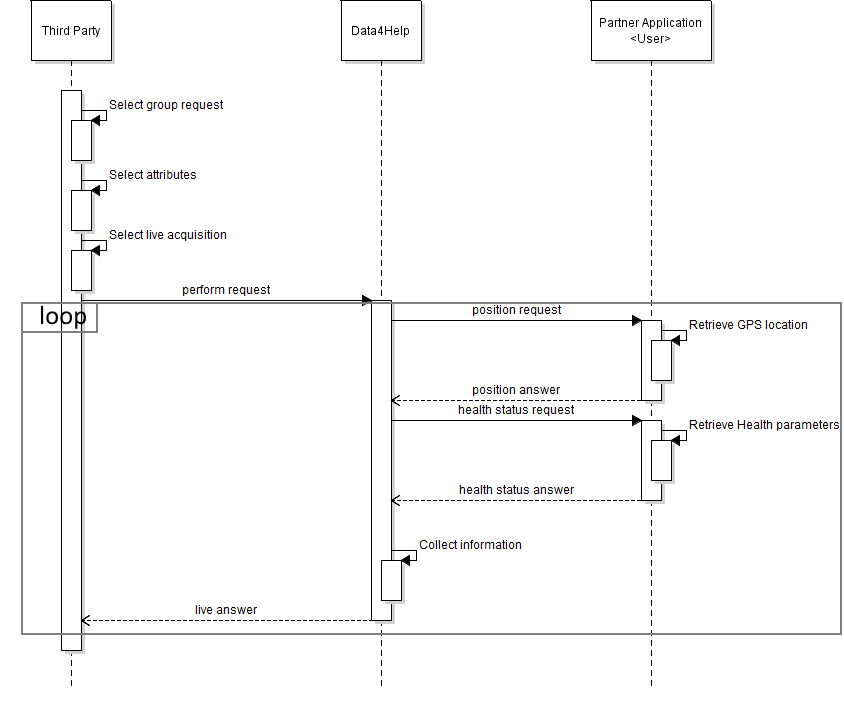 Third Party
Data4Help
Partner Application
<User>
Select group request
Select attributes
Select live acquisition
perform request
loop
position request
Retrieve GPS location
position answer
health status request
Retrieve Health parameters
health status answer
Collect information
live answer